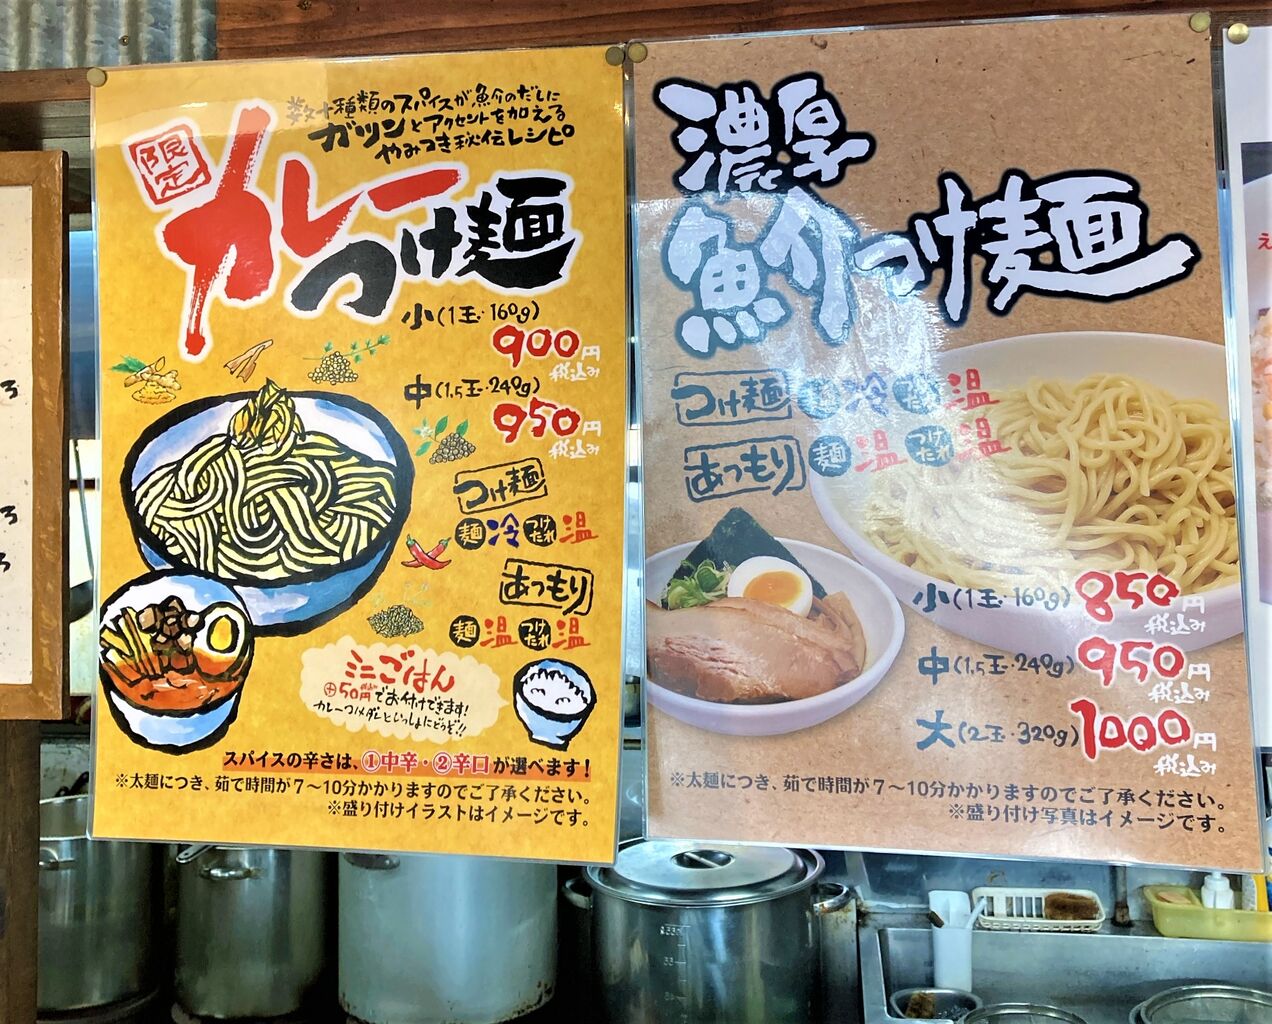 数十種類のスパイスが魚介のだしに
ガツンとアクセントを加える
やみつき秘伝レシピ
限定
カレー
つけ麺
小(1玉・160g)
900円
税込み
中(1.5玉・240g)
950円
税込み
つけ麺
麺 冷 つけだれ 温
あつもり
麺 温 つけだれ 温
ミニごはん
+50円でお付けできます!
カレーつけダレといっしょにどうぞ!!
スパイスの辛さは、①中辛・②辛口が選べます!
※太麺につき、茹で時間が7〜10分かかりますのでご了承ください。
※盛り付けイラストはイメージです。
濃厚
魚介つけ麺
つけ麺 麺 冷 つけだれ 温
あつもり 麺 温 つけだれ 温
小(1玉・160g) 850円
税込み
中(1.5玉・240g) 950円
税込み
大(2玉・320g) 1000円
税込み
※太麺につき、茹で時間が7〜10分かかりますのでご了承ください。
※盛り付け写真はイメージです。